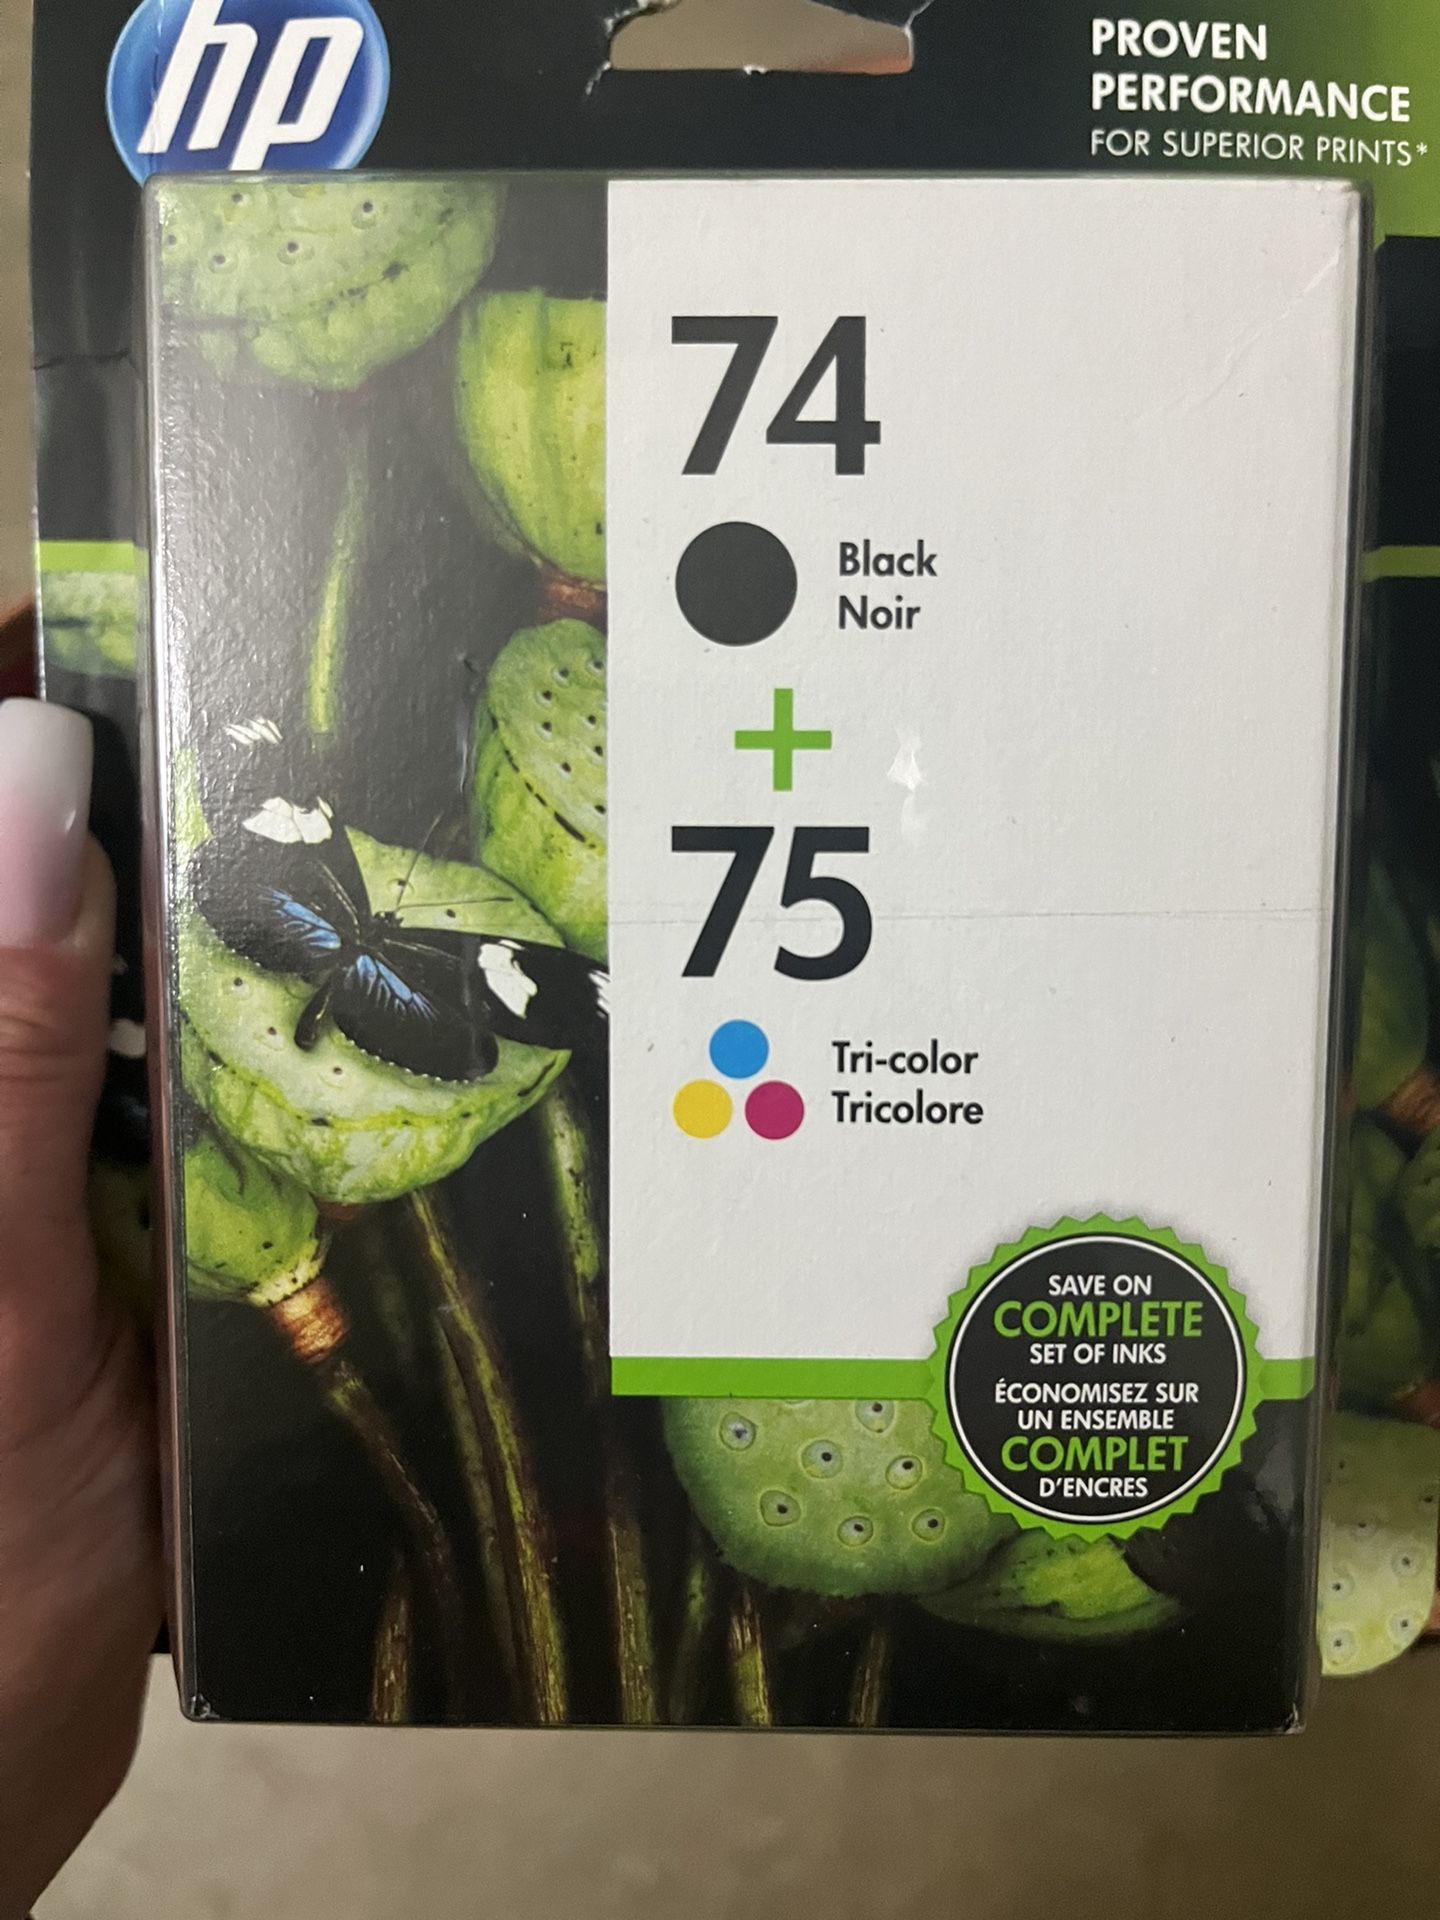 hp
PROVEN
PERFORMANCE
FOR SUPERIOR PRINTS*
74
Black
Noir
+
75
Tri-color
Tricolore
SAVE ON
COMPLETE
SET OF INKS
ÉCONOMISEZ SUR
UN ENSEMBLE
COMPLET
D'ENCRES